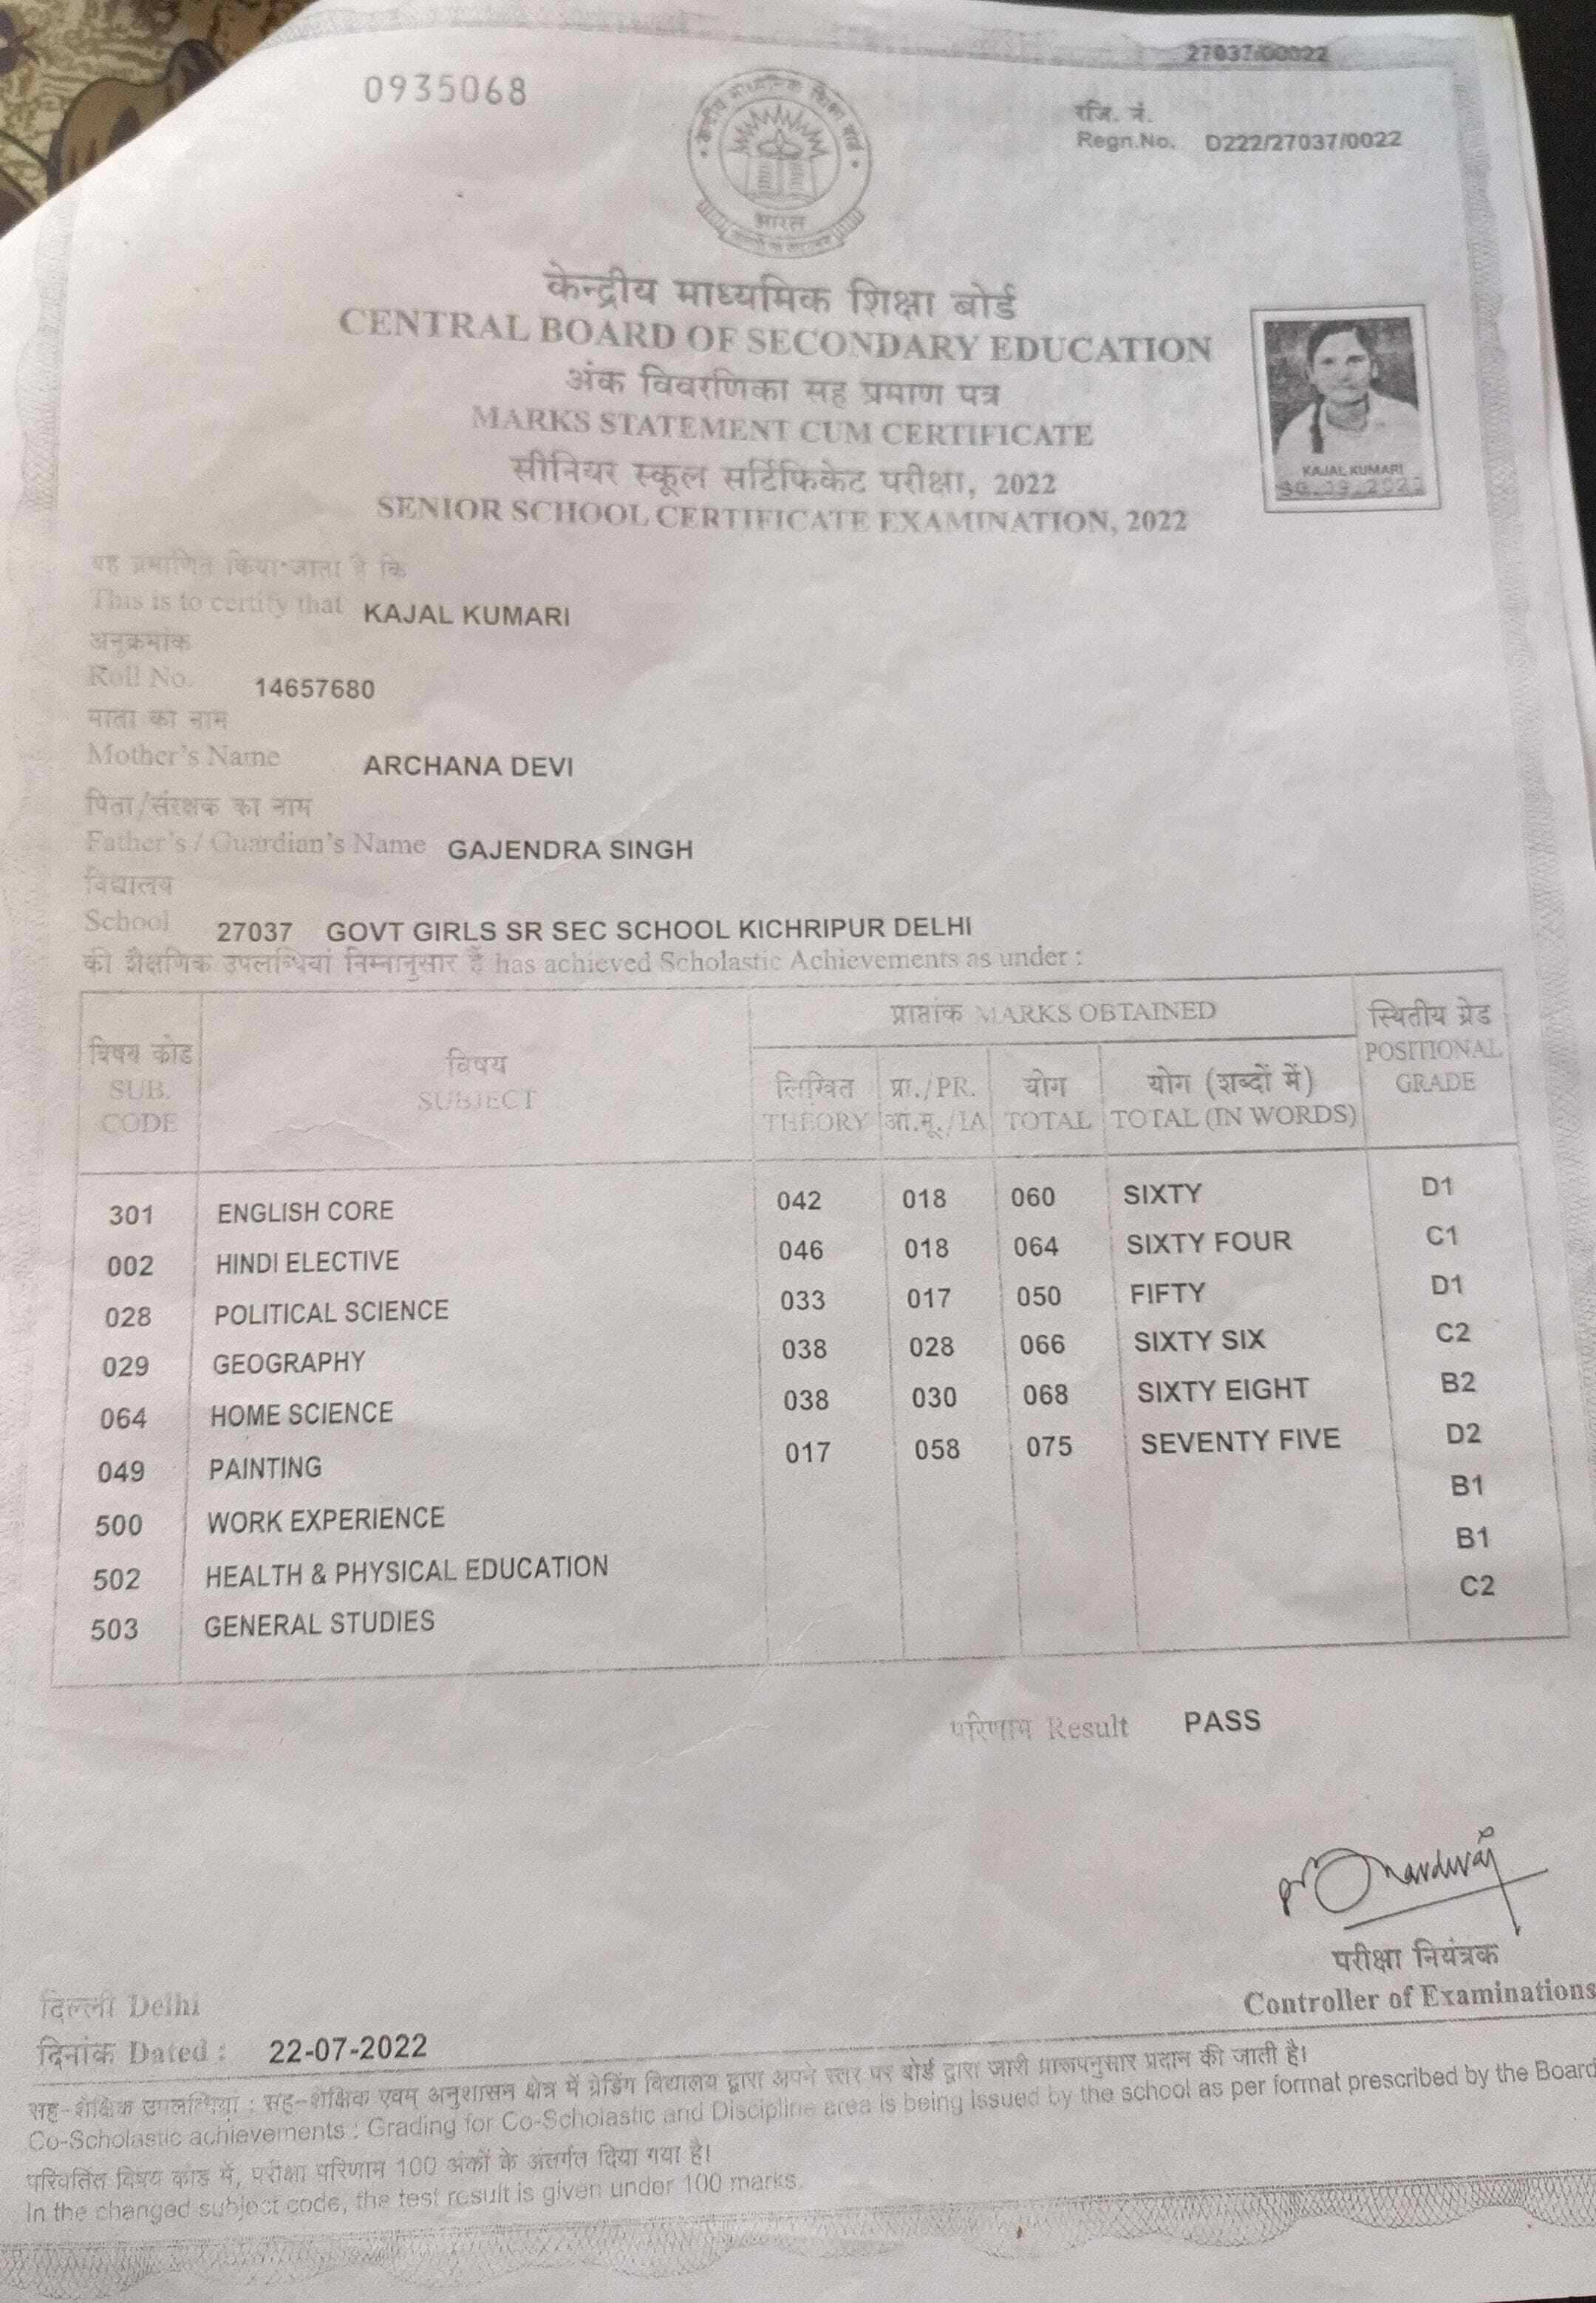 27037/00022
0935068
रजि. नं.
Regn.No. D222/27037/0022
भारत
केन्द्रीय माध्यमिक शिक्षा बोर्ड
CENTRAL BOARD OF SECONDARY EDUCATION
अंक विवरणिका सह प्रमाण पत्र
MARKS STATEMENT CUM CERTIFICATE
सीनियर स्कूल सर्टिफिकेट परीक्षा, 2022
SENIOR SCHOOL CERTIFICATE EXAMINATION, 2022
KAJAL KUMARI
यह प्रमाणित किया जाता है कि
This is to certify that KAJAL KUMARI
अनुक्रमांक
Roll No. 14657680
माता का नाम
Mother's Name ARCHANA DEVI
पिता/संरक्षक का नाम
Father's / Guardian's Name GAJENDRA SINGH
विद्यालय
School 27037 GOVT GIRLS SR SEC SCHOOL KICHRIPUR DELHI
की शैक्षणिक उपलब्धियां निम्नानुसार हैं has achieved Scholastic Achievements as under :
विषय कोड SUB. CODE विषय SUBJECT प्राप्तांक MARKS OBTAINED स्थितीय ग्रेड POSITIONAL GRADE
लिखित THEORY प्रा./PR. आ.मू./IA योग TOTAL योग (शब्दों में) TOTAL (IN WORDS)
301 ENGLISH CORE 042 018 060 SIXTY D1
002 HINDI ELECTIVE 046 018 064 SIXTY FOUR C1
028 POLITICAL SCIENCE 033 017 050 FIFTY D1
029 GEOGRAPHY 038 028 066 SIXTY SIX C2
064 HOME SCIENCE 038 030 068 SIXTY EIGHT B2
049 PAINTING 017 058 075 SEVENTY FIVE D2
500 WORK EXPERIENCE B1
502 HEALTH & PHYSICAL EDUCATION B1
503 GENERAL STUDIES C2
परिणाम Result PASS
परीक्षा नियंत्रक
Controller of Examinations
दिल्ली Delhi
दिनांक Dated : 22-07-2022
सह-शैक्षिक उपलब्धियां : सह-शैक्षिक एवम् अनुशासन क्षेत्र में ग्रेडिंग विद्यालय द्वारा अपने स्तर पर बोर्ड द्वारा जारी प्रारूपनुसार प्रदान की जाती है।
Co-Scholastic achievements : Grading for Co-Scholastic and Discipline area is being issued by the school as per format prescribed by the Board
परिवर्तित विषय कोड में, परीक्षा परिणाम 100 अंकों के अंतर्गत दिया गया है।
In the changed subject code, the test result is given under 100 marks.